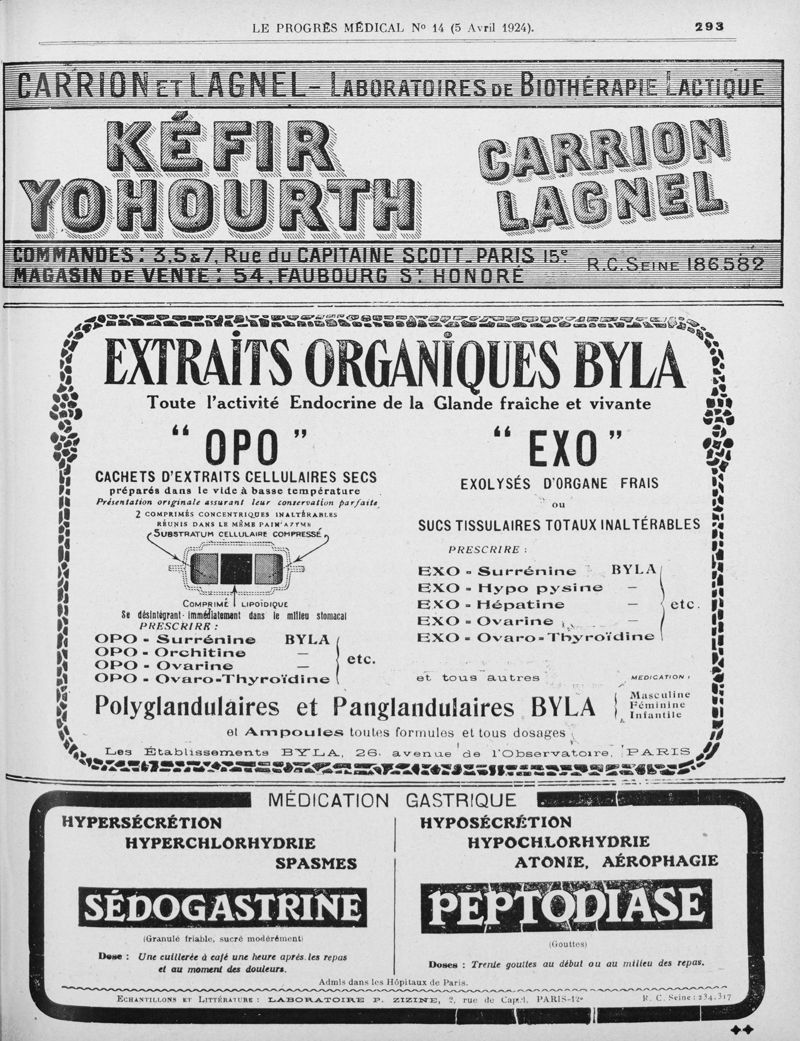 LE PROGRÈS MÉDICAL Nº 14 (5 Avril 1924).
293
CARRION ET LAGNEL – LABORATOIRES DE BIOTHÉRAPIE LACTIQUE
KÉFIR
YOHOURTH
CARRION
LAGNEL
COMMANDES: 3, 5 & 7, Rue du CAPITAINE SCOTT_PARIS 15e
MAGASIN DE VENTE: 54, FAUBOURG ST HONORÉ
R.C. SEINE 186582
EXTRAITS ORGANIQUES BYLA
Toute l'activité Endocrine de la Glande fraîche et vivante
"OPO"
CACHETS D'EXTRAITS CELLULAIRES SECS
préparés dans le vide à basse température
Présentation originale assurant leur conservation parfaite
2 COMPRIMÉS CONCENTRIQUES INALTÉRABLES
RÉUNIS DANS LE MÊME PAIN AZYME
SUBSTRATUM CELLULAIRE COMPRESSÉ
COMPRIMÉ LIPOÏDIQUE
Se désintégrant immédiatement dans le milieu stomacal
PRESCRIRE :
OPO - Surrénine BYLA
OPO - Orchitine —
OPO - Ovarine —
OPO - Ovaro-Thyroïdine
etc.
"EXO"
EXOLYSÉS D'ORGANE FRAIS
ou
SUCS TISSULAIRES TOTAUX INALTÉRABLES
PRESCRIRE :
EXO - Surrénine BYLA
EXO - Hypo pysine —
EXO - Hépatine —
EXO - Ovarine —
EXO - Ovaro-Thyroïdine
etc.
et tous autres
MEDICATION :
Polyglandulaires et Panglandulaires BYLA
Masculine
Féminine
Infantile
et Ampoules toutes formules et tous dosages
Les Établissements BYLA, 26, avenue de l'Observatoire, PARIS
MÉDICATION GASTRIQUE
HYPERSÉCRÉTION
HYPERCHLORHYDRIE
SPASMES
SÉDOGASTRINE
(Granulé friable, sucré modérément)
Dose : Une cuillerée à café une heure après les repas
et au moment des douleurs.
HYPOSÉCRÉTION
HYPOCHLORHYDRIE
ATONIE, AÉROPHAGIE
PEPTODIASE
(Gouttes)
Doses : Trente gouttes au début ou au milieu des repas.
Admis dans les Hôpitaux de Paris.
ECHANTILLONS ET LITTÉRATURE : LABORATOIRE P. ZIZINE, 2, rue de Capri, PARIS-12e
R. C. Seine : 234.317